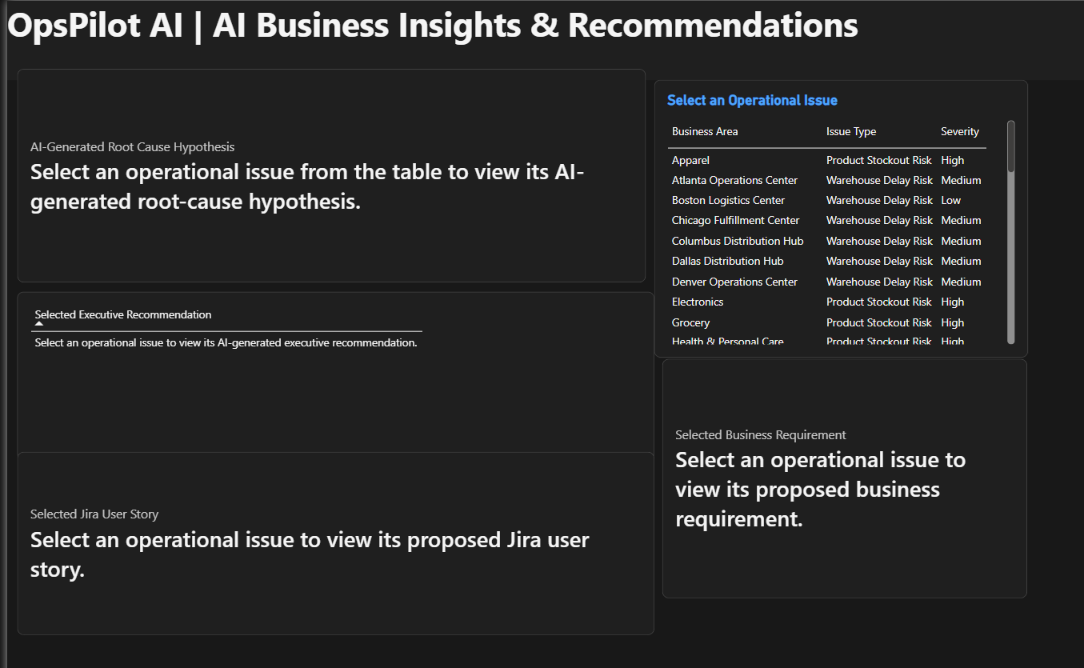 OpsPilot AI | AI Business Insights & Recommendations
AI-Generated Root Cause Hypothesis
Select an operational issue from the table to view its AI-
generated root-cause hypothesis.
Select an Operational Issue
Business Area Issue Type Severity
Apparel Product Stockout Risk High
Atlanta Operations Center Warehouse Delay Risk Medium
Boston Logistics Center Warehouse Delay Risk Low
Chicago Fulfillment Center Warehouse Delay Risk Medium
Columbus Distribution Hub Warehouse Delay Risk Medium
Dallas Distribution Hub Warehouse Delay Risk Medium
Denver Operations Center Warehouse Delay Risk Medium
Electronics Product Stockout Risk High
Grocery Product Stockout Risk High
Health & Personal Care Product Stockout Risk High
Selected Executive Recommendation
Select an operational issue to view its AI-generated executive recommendation.
Selected Business Requirement
Select an operational issue to
view its proposed business
requirement.
Selected Jira User Story
Select an operational issue to view its proposed Jira user
story.